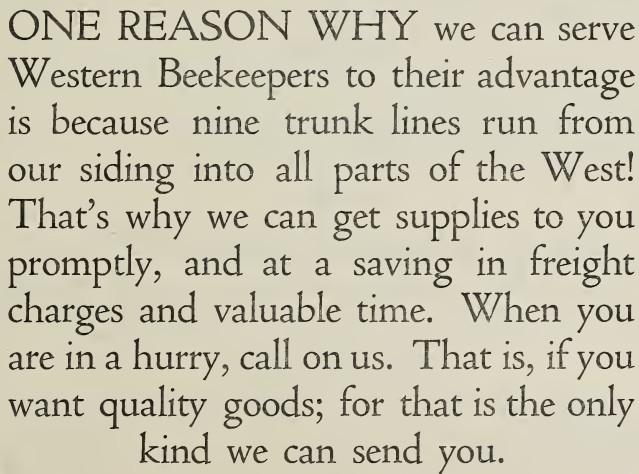 ONE REASON WHY we can serve
Western Beekeepers to their advantage
is because nine trunk lines run from
our siding into all parts of the West!
That's why we can get supplies to you
promptly, and at a saving in freight
charges and valuable time. When you
are in a hurry, call on us. That is, if you
want quality goods; for that is the only
kind we can send you.